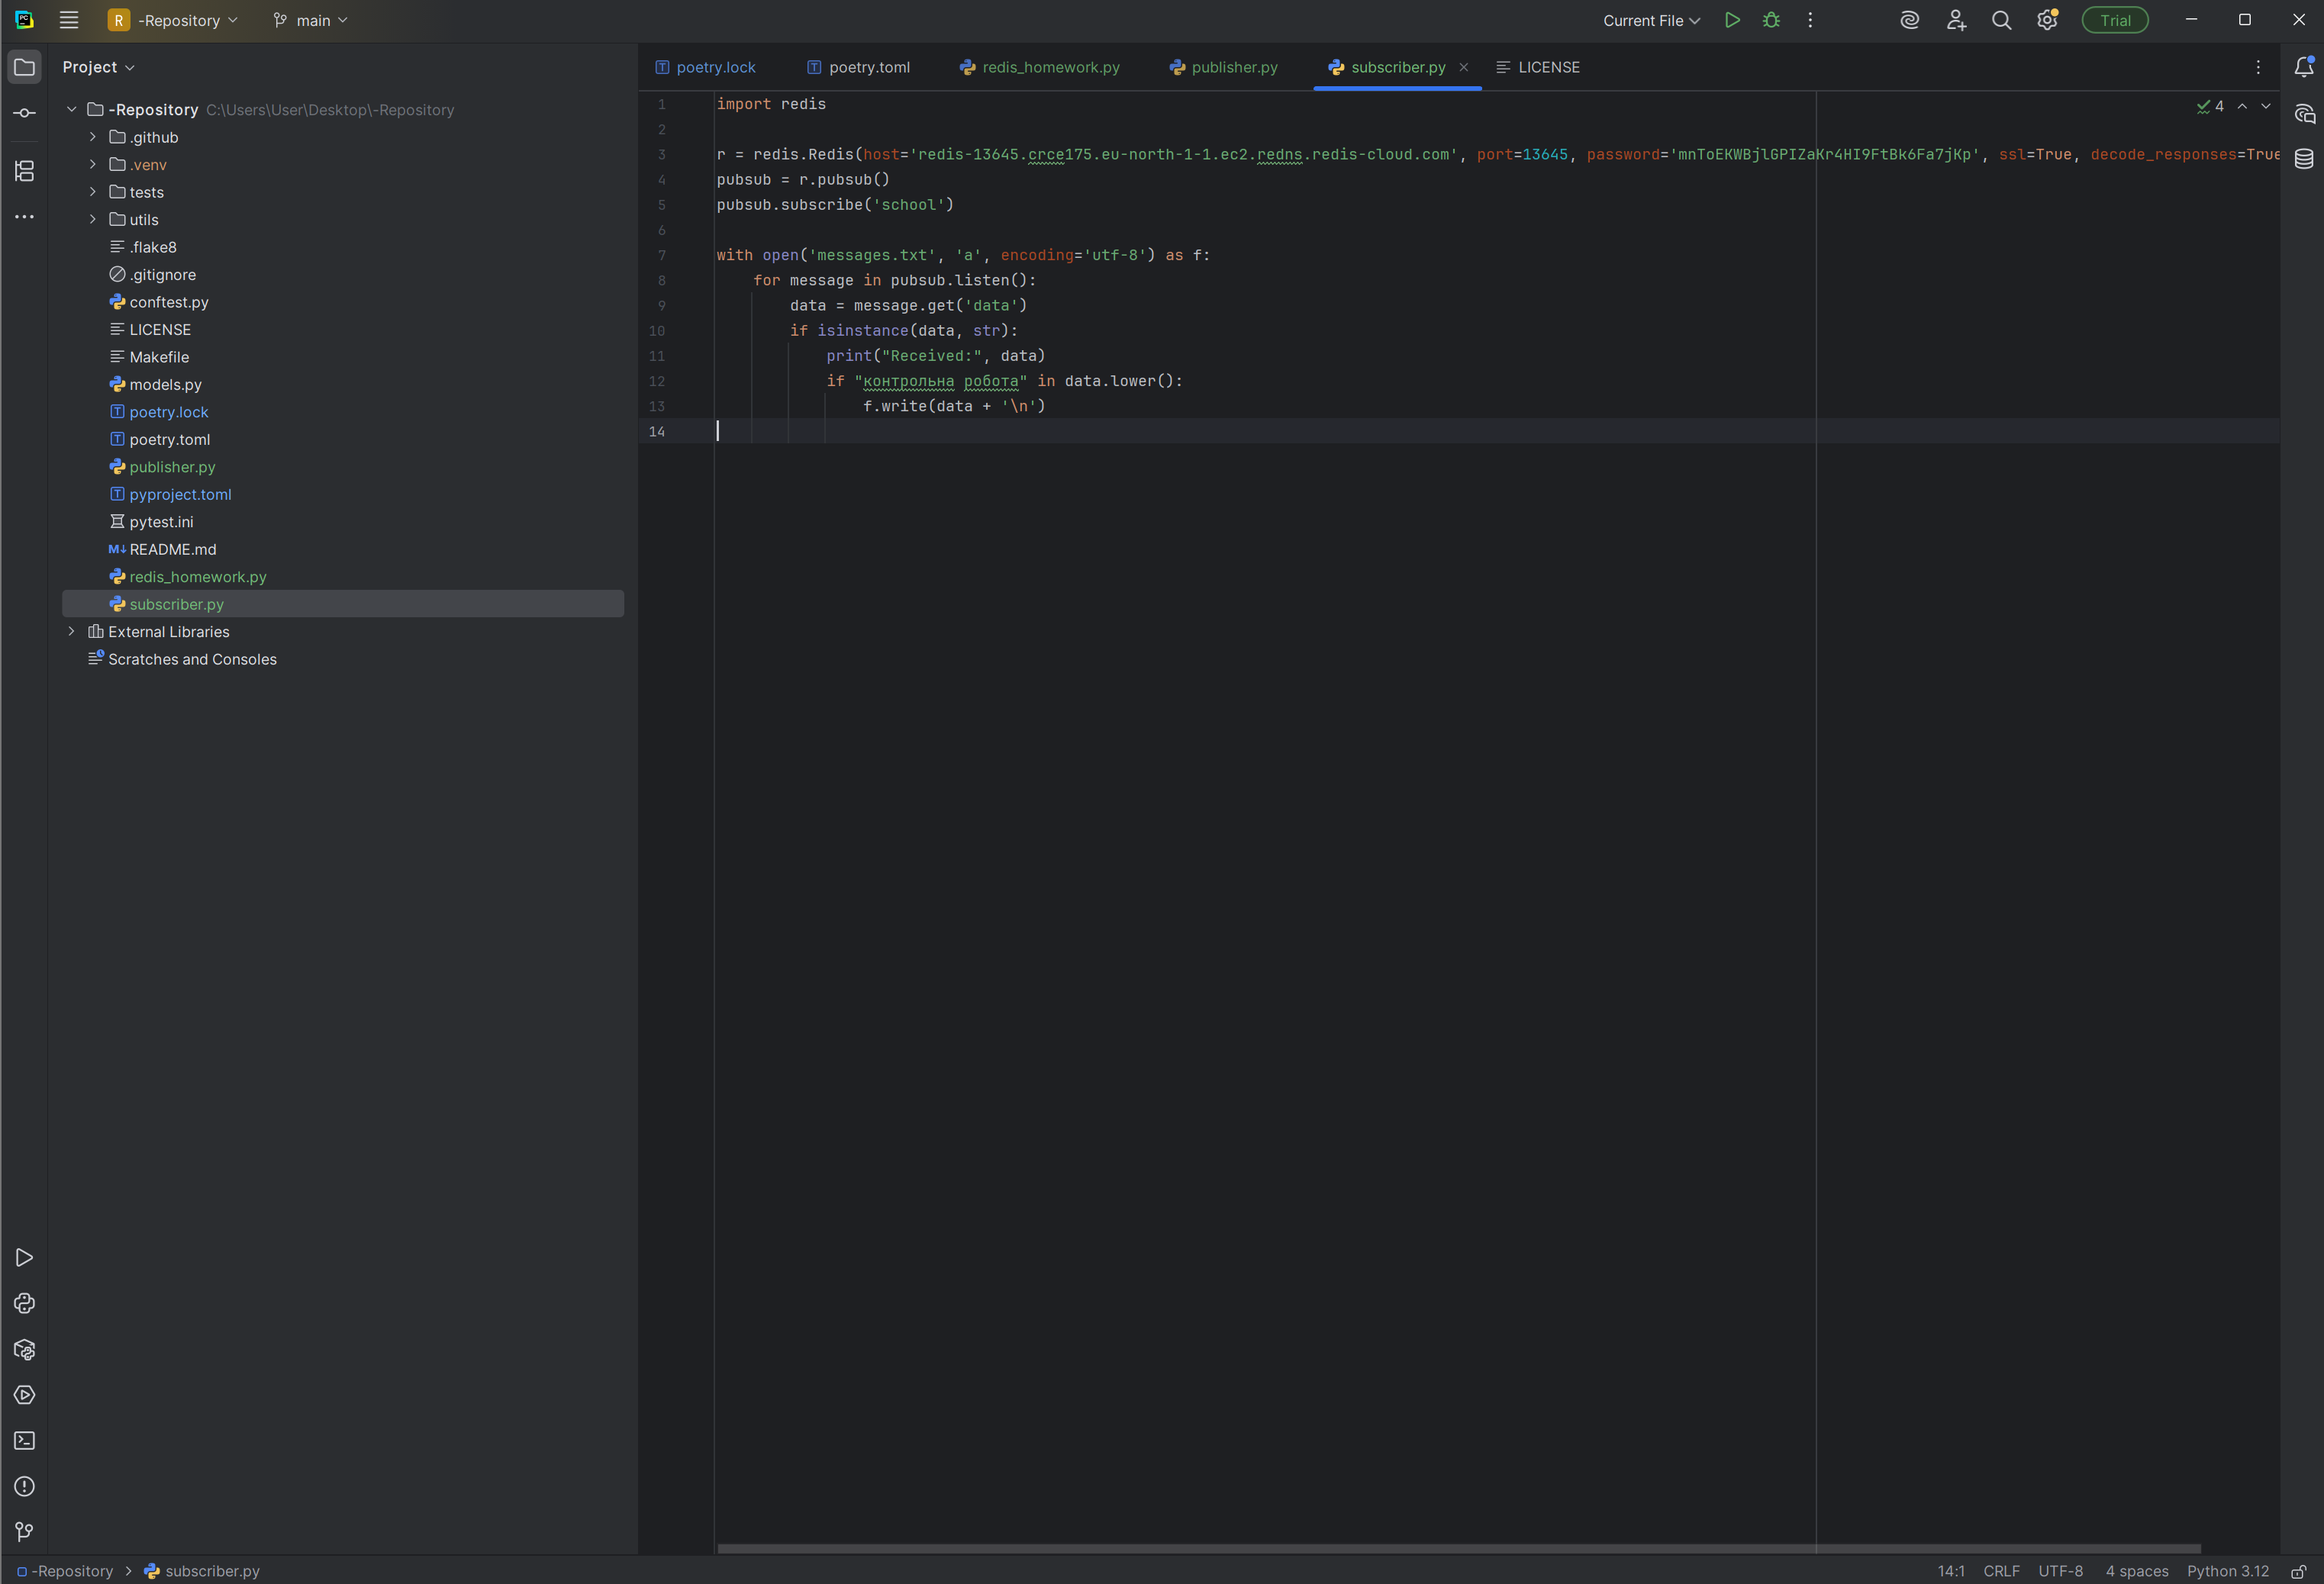 R -Repository main Current File Trial
Project
poetry.lock poetry.toml redis_homework.py publisher.py subscriber.py LICENSE
-Repository C:\Users\User\Desktop\-Repository
.github
.venv
tests
utils
.flake8
.gitignore
conftest.py
LICENSE
Makefile
models.py
poetry.lock
poetry.toml
publisher.py
pyproject.toml
pytest.ini
README.md
redis_homework.py
subscriber.py
External Libraries
Scratches and Consoles
4
1 import redis
2
3 r = redis.Redis(host='redis-13645.crce175.eu-north-1-1.ec2.redns.redis-cloud.com', port=13645, password='mnToEKWBjlGPIZaKr4HI9FtBk6Fa7jKp', ssl=True, decode_responses=True
4 pubsub = r.pubsub()
5 pubsub.subscribe('school')
6
7 with open('messages.txt', 'a', encoding='utf-8') as f:
8     for message in pubsub.listen():
9         data = message.get('data')
10         if isinstance(data, str):
11             print("Received:", data)
12             if "контрольна робота" in data.lower():
13                 f.write(data + '\n')
14
-Repository > subscriber.py 14:1 CRLF UTF-8 4 spaces Python 3.12